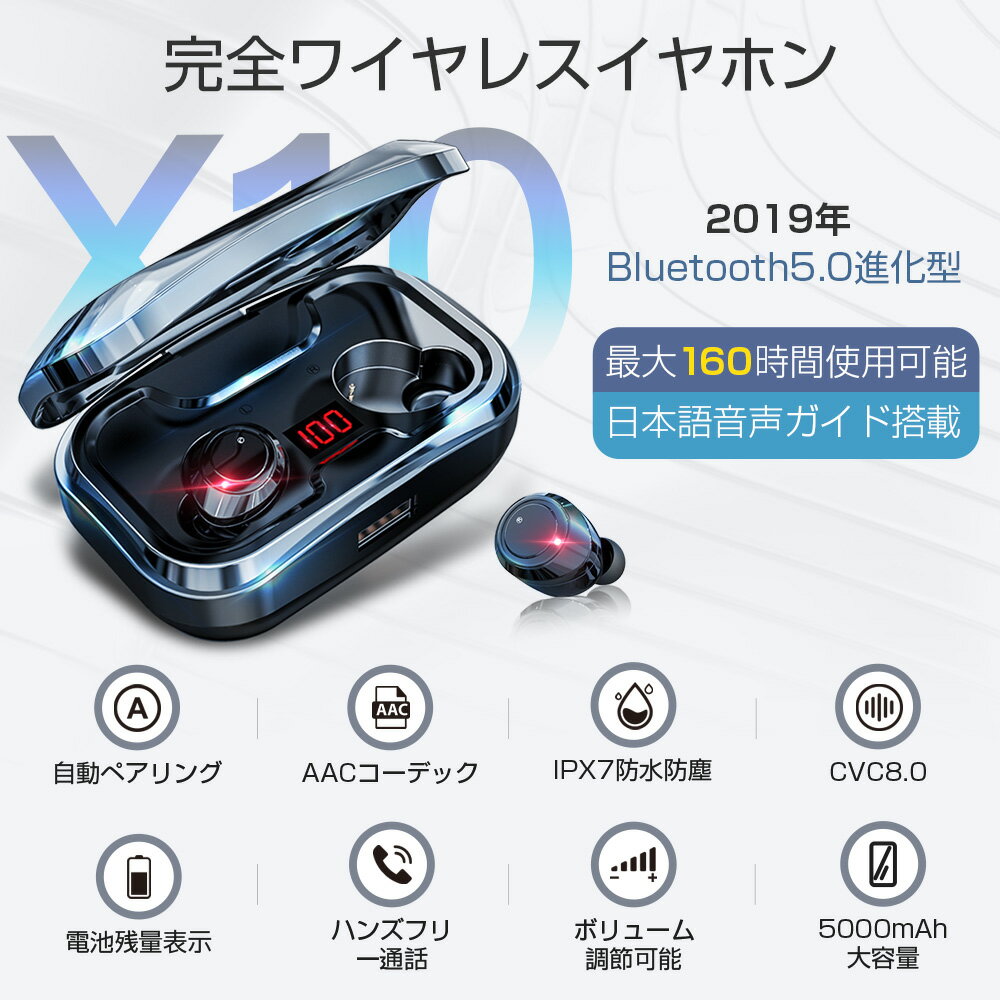 完全ワイヤレスイヤホン
X10
2019年
Bluetooth5.0進化型
最大160時間使用可能
日本語音声ガイド搭載
100
L
R
A
自動ペアリング
AAC
AACコーデック
IPX7防水防塵
CVC8.0
電池残量表示
ハンズフリ
ー通話
- +
ボリューム
調節可能
5000mAh
大容量